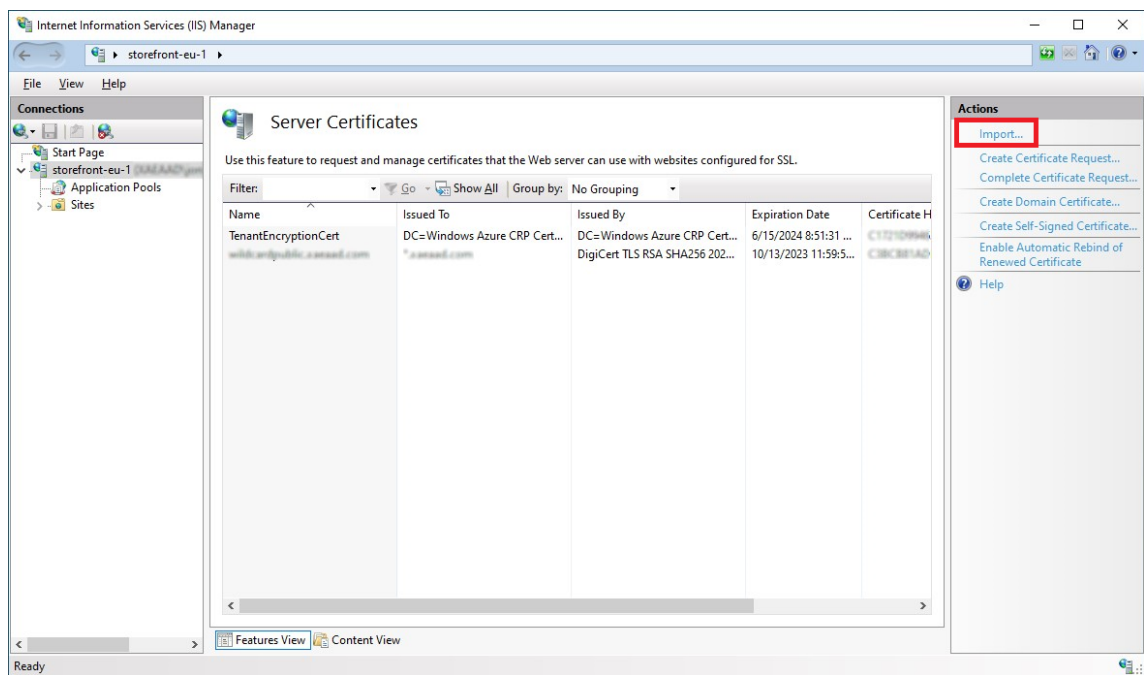 Internet Information Services (IIS) Manager
storefront-eu-1
File View Help
Connections
Start Page
storefront-eu-1
Application Pools
Sites
Server Certificates
Use this feature to request and manage certificates that the Web server can use with websites configured for SSL.
Filter: Go Show All Group by: No Grouping
Name Issued To Issued By Expiration Date Certificate H
TenantEncryptionCert DC=Windows Azure CRP Cert... DC=Windows Azure CRP Cert... 6/15/2024 8:51:31 ...
DigiCert TLS RSA SHA256 202... 10/13/2023 11:59:5...
Features View Content View
Actions
Import...
Create Certificate Request...
Complete Certificate Request...
Create Domain Certificate...
Create Self-Signed Certificate...
Enable Automatic Rebind of
Renewed Certificate
Help
Ready